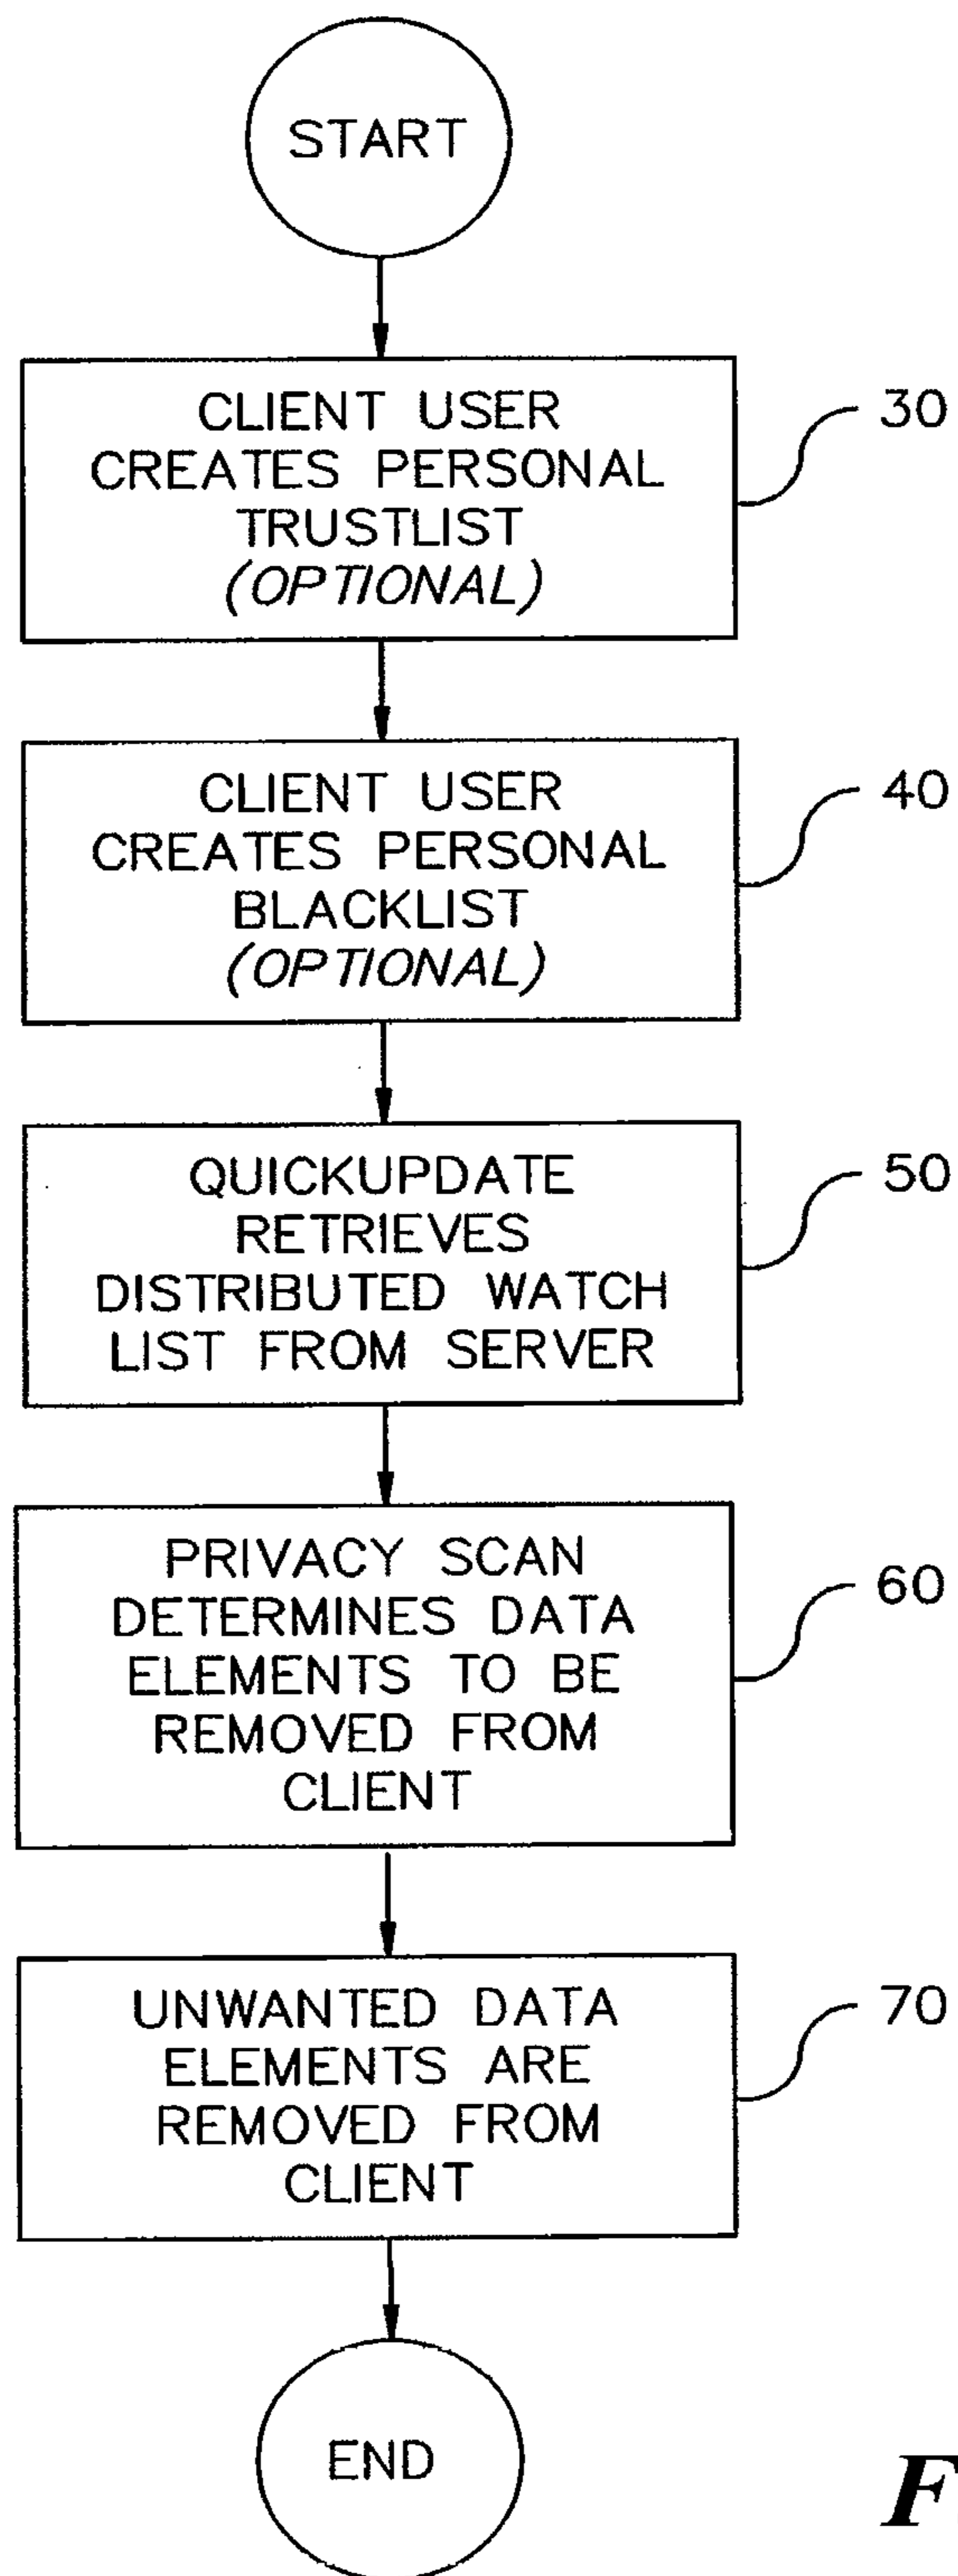 START
CLIENT USER
CREATES PERSONAL
TRUSTLIST
(OPTIONAL)
30
CLIENT USER
CREATES PERSONAL
BLACKLIST
(OPTIONAL)
40
QUICKUPDATE
RETRIEVES
DISTRIBUTED WATCH
LIST FROM SERVER
50
PRIVACY SCAN
DETERMINES DATA
ELEMENTS TO BE
REMOVED FROM
CLIENT
60
UNWANTED DATA
ELEMENTS ARE
REMOVED FROM
CLIENT
70
END